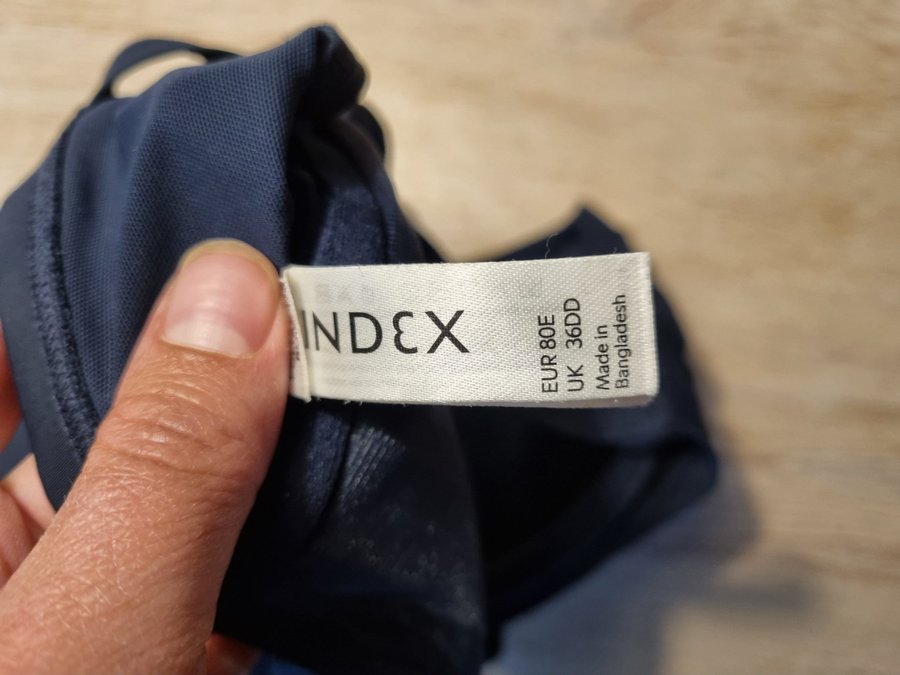 INDEX
EUR 80E
UK 36DD
Made in
Bangladesh